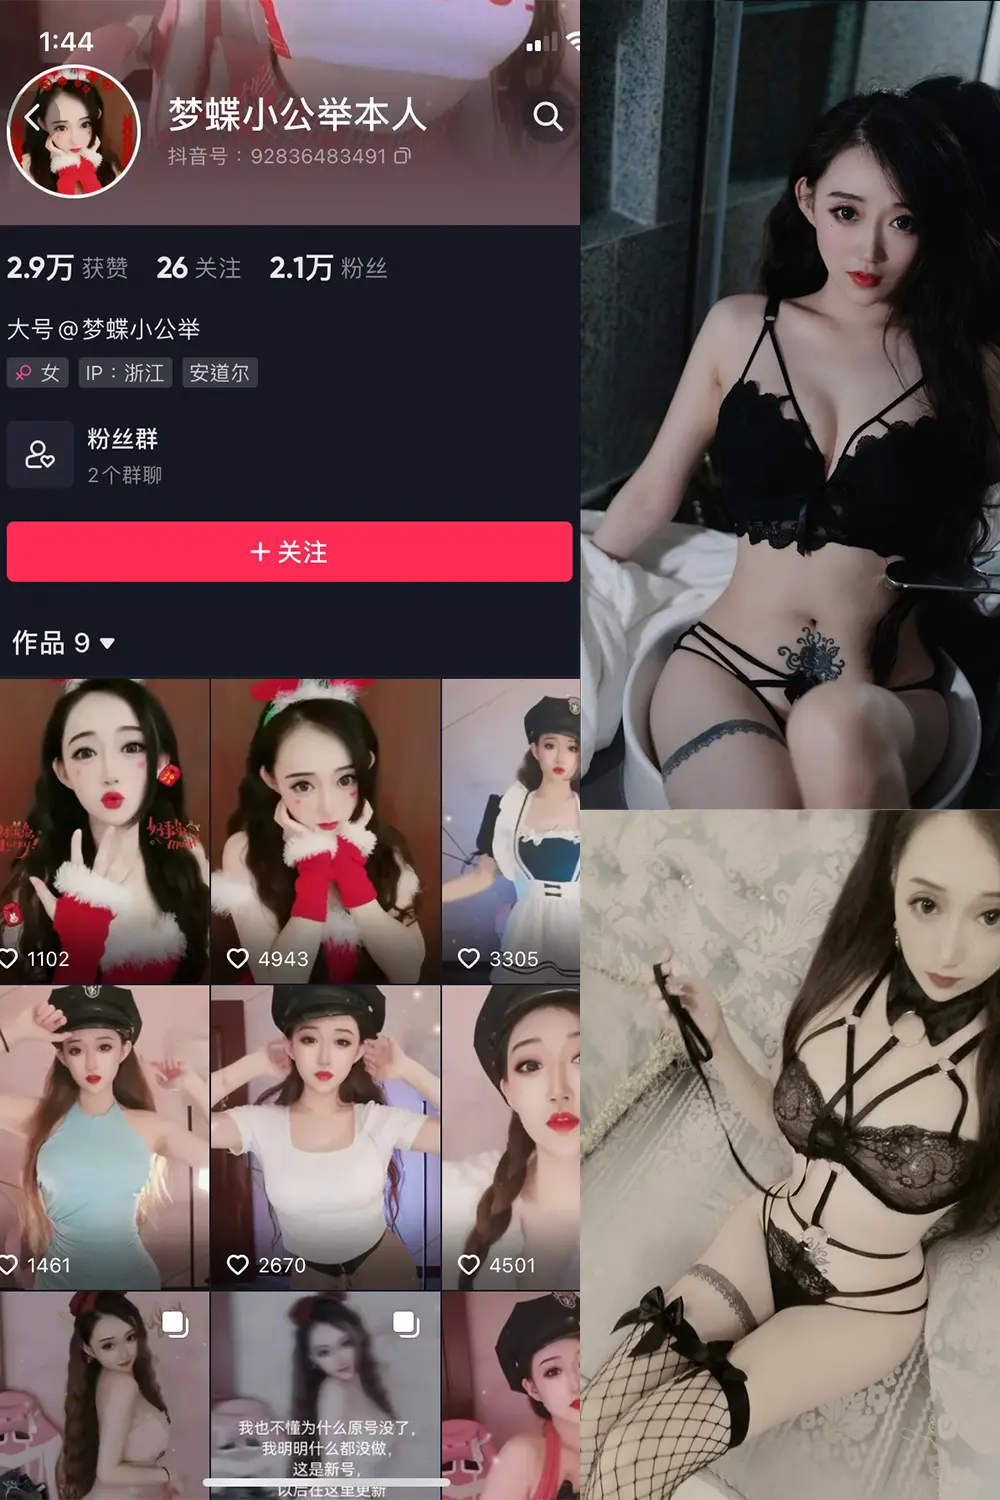 1:44
梦蝶小公举本人
抖音号：92836483491
2.9万 获赞 26 关注 2.1万 粉丝
大号@梦蝶小公举
女 IP：浙江 安道尔
粉丝群
2个群聊
+ 关注
作品 9
1102 4943 3305
1461 2670 4501
我也不懂为什么原号没了，
我明明什么都没做，
这是新号，
以后在这里更新